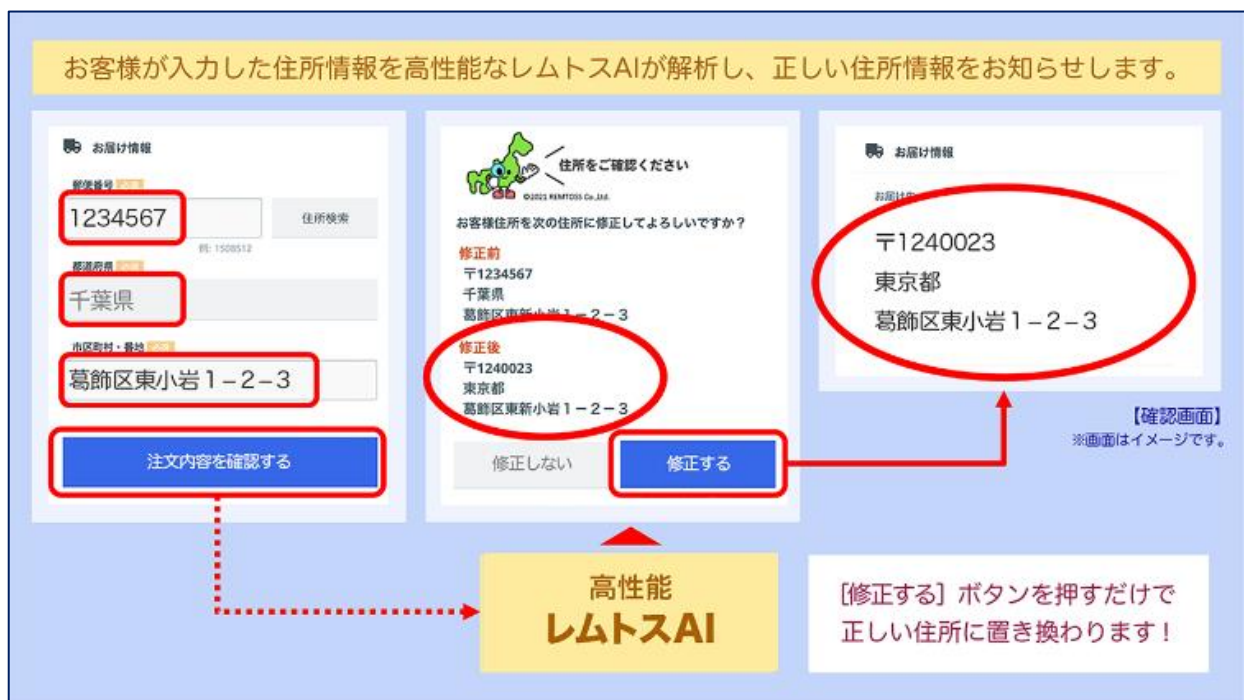 お客様が入力した住所情報を高性能なレムトスAIが解析し、正しい住所情報をお知らせします。
お届け情報
郵便番号 必須
1234567
住所検索
例: 1508512
都道府県 必須
千葉県
市区町村・番地 必須
葛飾区東小岩1-2-3
注文内容を確認する
住所をご確認ください
©2021 REMTOSS Co.,Ltd.
お客様住所を次の住所に修正してよろしいですか?
修正前
〒1234567
千葉県
葛飾区東新小岩1-2-3
修正後
〒1240023
東京都
葛飾区東新小岩1-2-3
修正しない
修正する
お届け情報
お届け
〒1240023
東京都
葛飾区東小岩1-2-3
【確認画面】
※画面はイメージです。
高性能
レムトスAI
[修正する] ボタンを押すだけで
正しい住所に置き換わります!